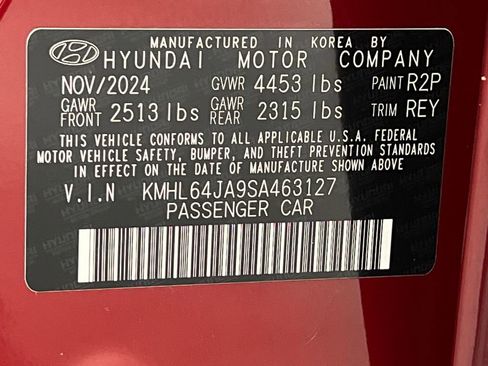 MANUFACTURED IN KOREA BY
HYUNDAI MOTOR COMPANY
NOV/2024 GVWR 4453 lbs PAINT R2P
GAWR FRONT 2513 lbs GAWR REAR 2315 lbs TRIM REY
THIS VEHICLE CONFORMS TO ALL APPLICABLE U.S.A. FEDERAL
MOTOR VEHICLE SAFETY, BUMPER, AND THEFT PREVENTION STANDARDS
IN EFFECT ON THE DATE OF MANUFACTURE SHOWN ABOVE
V.I.N KMHL64JA9SA463127
PASSENGER CAR